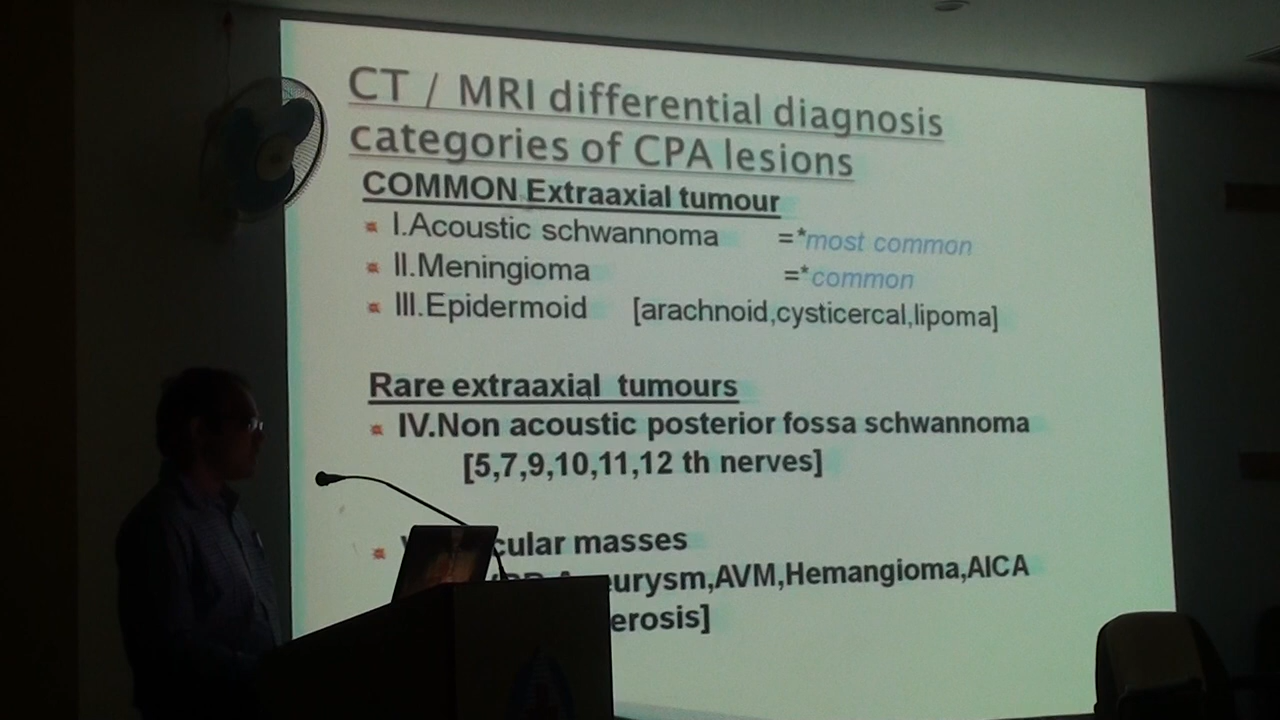 CT / MRI differential diagnosis
categories of CPA lesions
COMMON Extraaxial tumour
I.Acoustic schwannoma =*most common
II.Meningioma =*common
III.Epidermoid [arachnoid,cysticercal,lipoma]
Rare extraaxial tumours
IV.Non acoustic posterior fossa schwannoma
[5,7,9,10,11,12 th nerves]
cular masses
eurysm,AVM,Hemangioma,AICA
erosis]